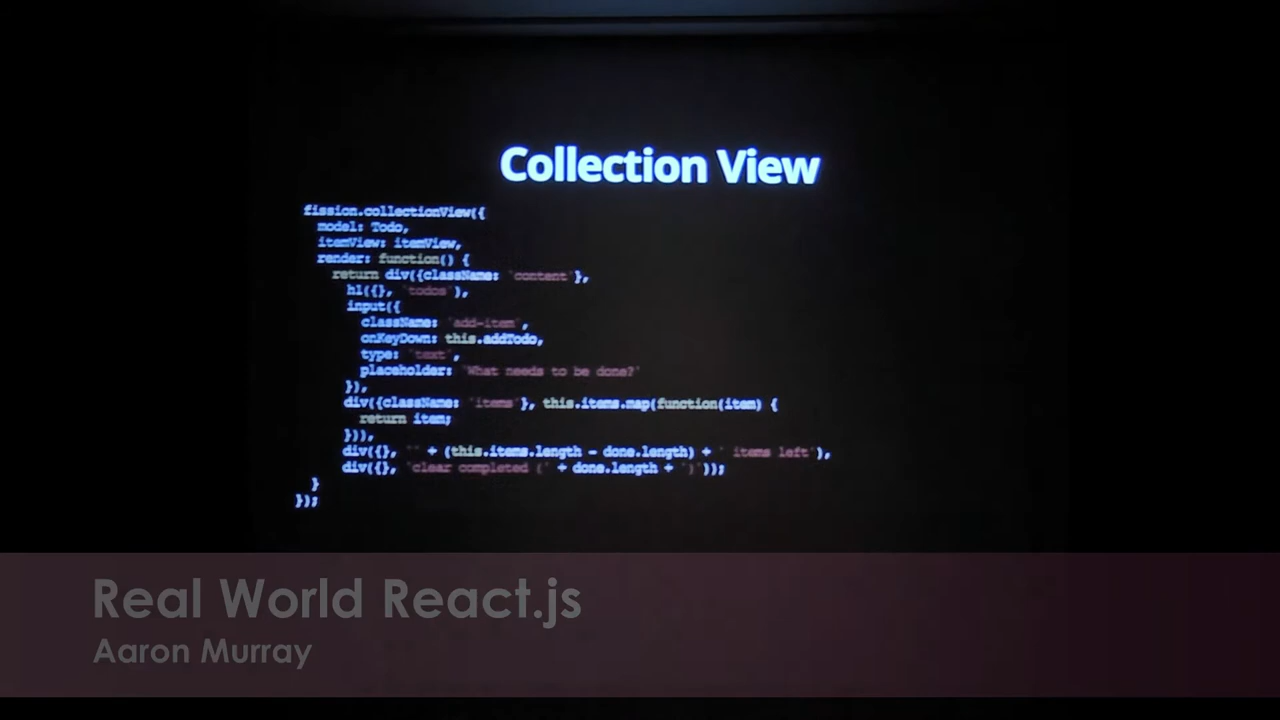 Collection View
fission.collectionView({
model: Todo,
itemView: itemView,
render: function() {
return div({className: 'content'},
h1({}, 'todos'),
input({
className: 'add-item',
onKeyDown: this.addTodo,
type: 'text',
placeholder: 'What needs to be done?'
}),
div({className: 'items'}, this.items.map(function(item) {
return item;
})),
div({}, '' + (this.items.length - done.length) + ' items left'),
div({}, 'clear completed (' + done.length + ')'));
}
});
Real World React.js
Aaron Murray